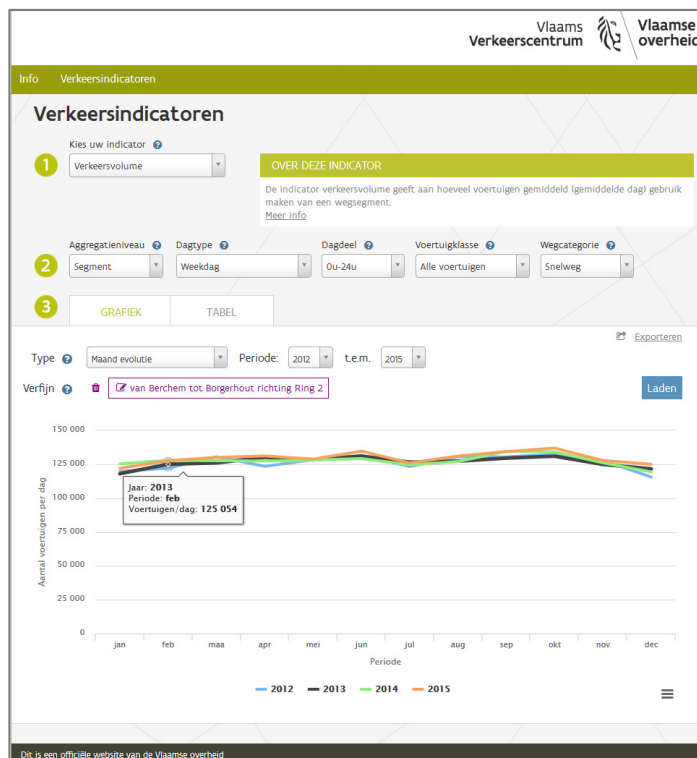 Vlaams
Verkeerscentrum
Vlaamse
overheid
Info Verkeersindicatoren
Verkeersindicatoren
Kies uw indicator ?
1 Verkeersvolume
OVER DEZE INDICATOR
De indicator verkeersvolume geeft aan hoeveel voertuigen gemiddeld (gemiddelde dag) gebruik
maken van een wegsegment.
Meer info
Aggregatieniveau ? Dagtype ? Dagdeel ? Voertuigklasse ? Wegcategorie ?
2 Segment Weekdag 0u-24u Alle voertuigen Snelweg
3 GRAFIEK TABEL
Exporteren
Type ? Maand evolutie Periode: 2012 t.e.m. 2015
Verfijn ? van Berchem tot Borgerhout richting Ring 2 Laden
150 000
125 000
100 000
75 000
50 000
25 000
0
Aantal voertuigen per dag
Jaar: 2013
Periode: feb
Voertuigen/dag: 125 054
jan feb maa apr mei jun jul aug sep okt nov dec
Periode
2012 2013 2014 2015
Dit is een officiële website van de Vlaamse overheid